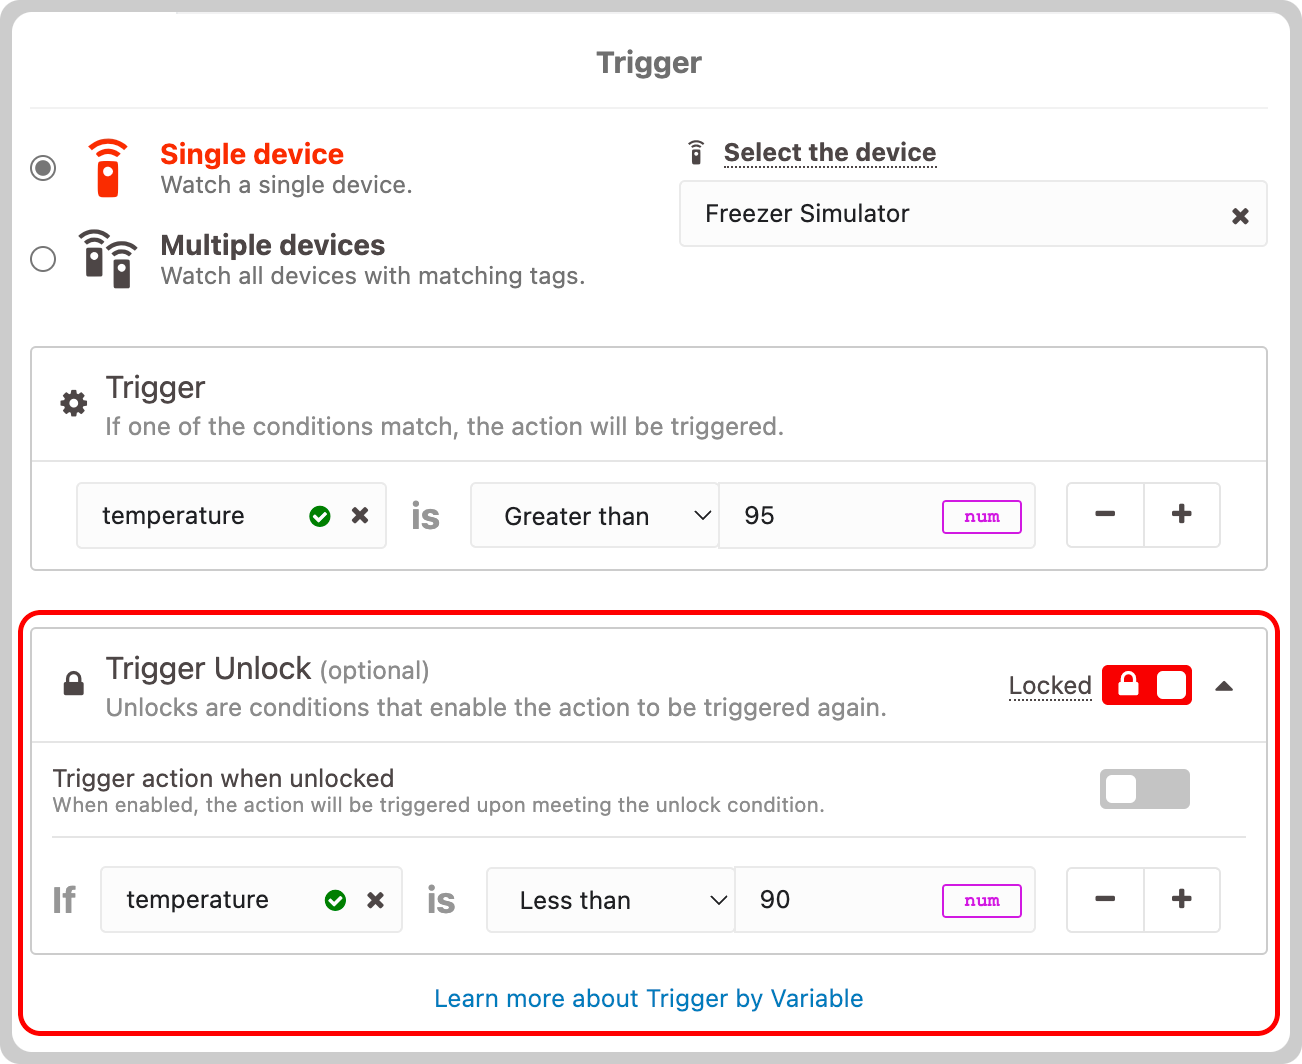 Trigger
Single device
Watch a single device.
Multiple devices
Watch all devices with matching tags.
Select the device
Freezer Simulator
Trigger
If one of the conditions match, the action will be triggered.
temperature is Greater than 95 num
Trigger Unlock (optional)
Unlocks are conditions that enable the action to be triggered again.
Locked
Trigger action when unlocked
When enabled, the action will be triggered upon meeting the unlock condition.
If temperature is Less than 90 num
Learn more about Trigger by Variable